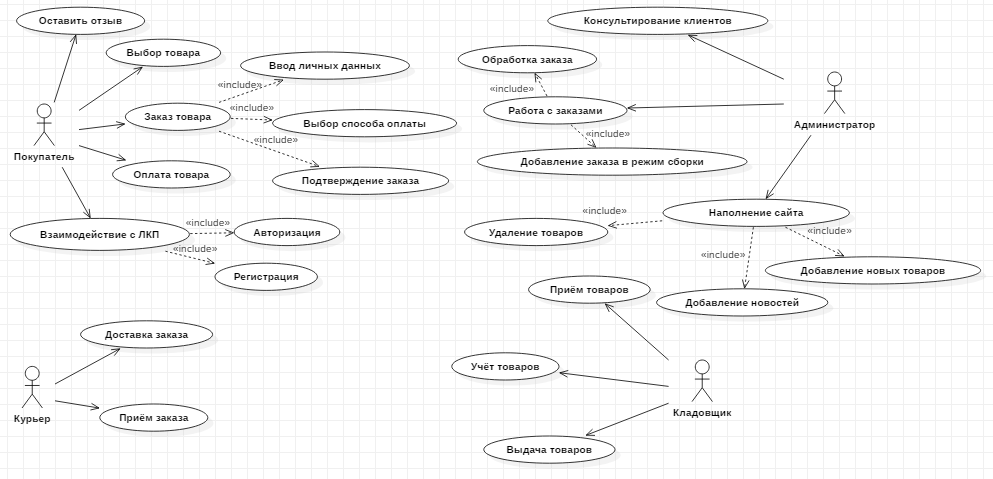 Оставить отзыв
Выбор товара
«include»
Ввод личных данных
Заказ товара
«include»
Выбор способа оплаты
«include»
Покупатель
Оплата товара
Подтверждение заказа
Взаимодействие с ЛКП
«include»
Авторизация
«include»
Регистрация
Доставка заказа
Курьер
Приём заказа
Консультирование клиентов
Обработка заказа
«include»
Работа с заказами
Администратор
«include»
Добавление заказа в режим сборки
«include»
Наполнение сайта
Удаление товаров
«include»
«include»
Добавление новых товаров
Приём товаров
Добавление новостей
Учёт товаров
Кладовщик
Выдача товаров